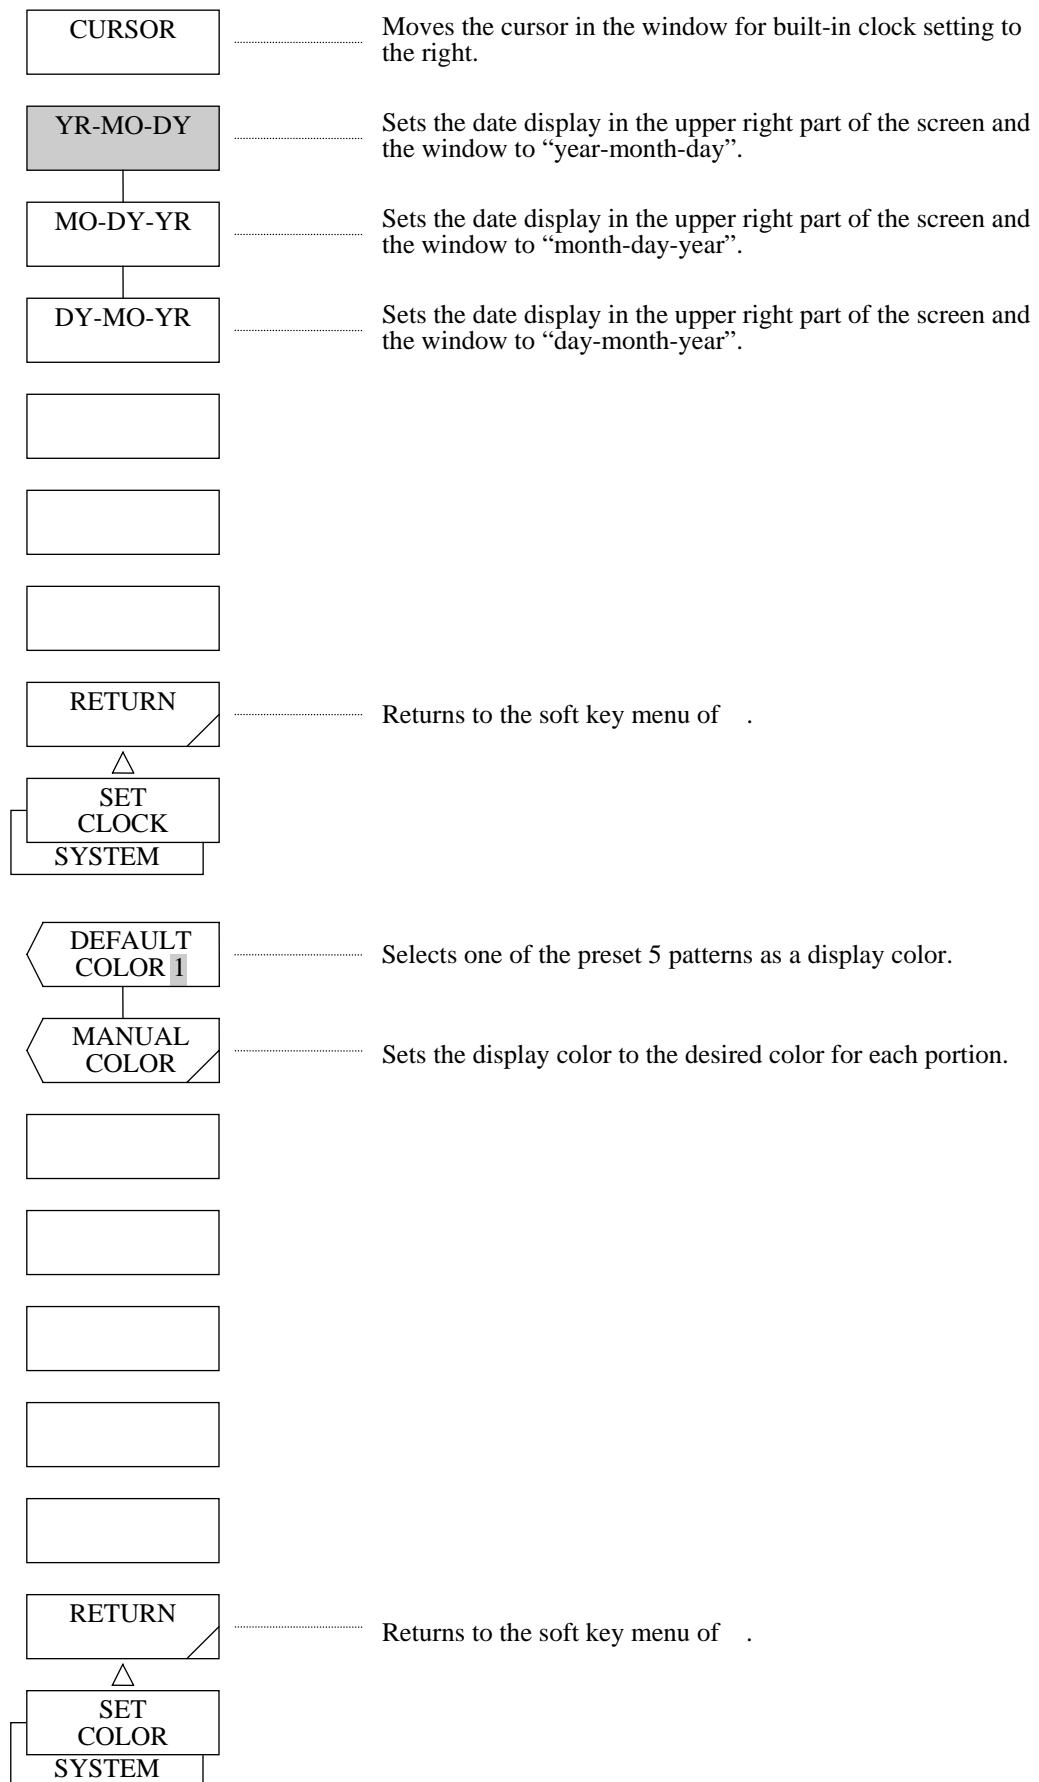 CURSOR
Moves the cursor in the window for built-in clock setting to
the right.
YR-MO-DY
Sets the date display in the upper right part of the screen and
the window to “year-month-day”.
MO-DY-YR
Sets the date display in the upper right part of the screen and
the window to “month-day-year”.
DY-MO-YR
Sets the date display in the upper right part of the screen and
the window to “day-month-year”.
RETURN
Returns to the soft key menu of .
SET
CLOCK
SYSTEM
DEFAULT
COLOR 1
Selects one of the preset 5 patterns as a display color.
MANUAL
COLOR
Sets the display color to the desired color for each portion.
RETURN
Returns to the soft key menu of .
SET
COLOR
SYSTEM